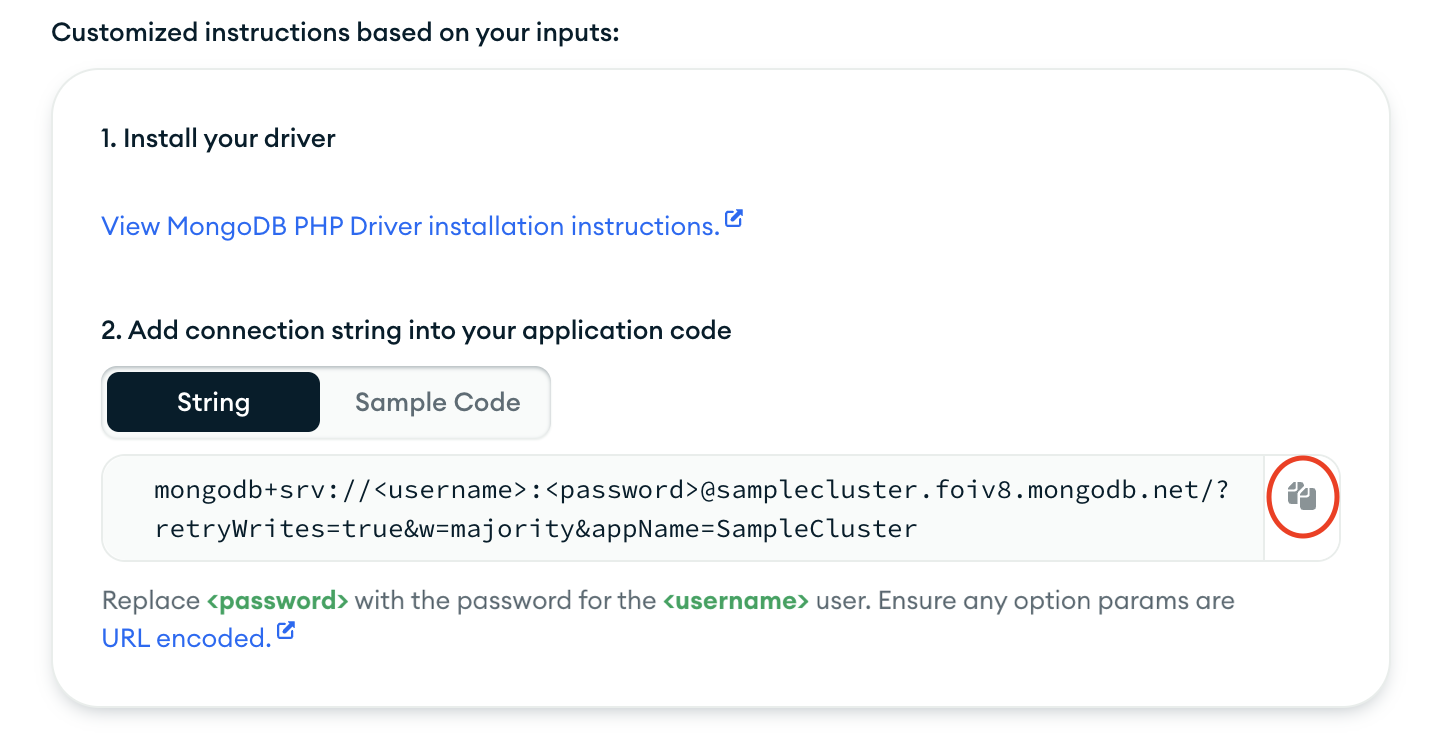 Customized instructions based on your inputs:
1. Install your driver
View MongoDB PHP Driver installation instructions.
2. Add connection string into your application code
String
Sample Code
mongodb+srv://<username>:<password>@samplecluster.foiv8.mongodb.net/?
retryWrites=true&w=majority&appName=SampleCluster
Replace <password> with the password for the <username> user. Ensure any option params are
URL encoded.